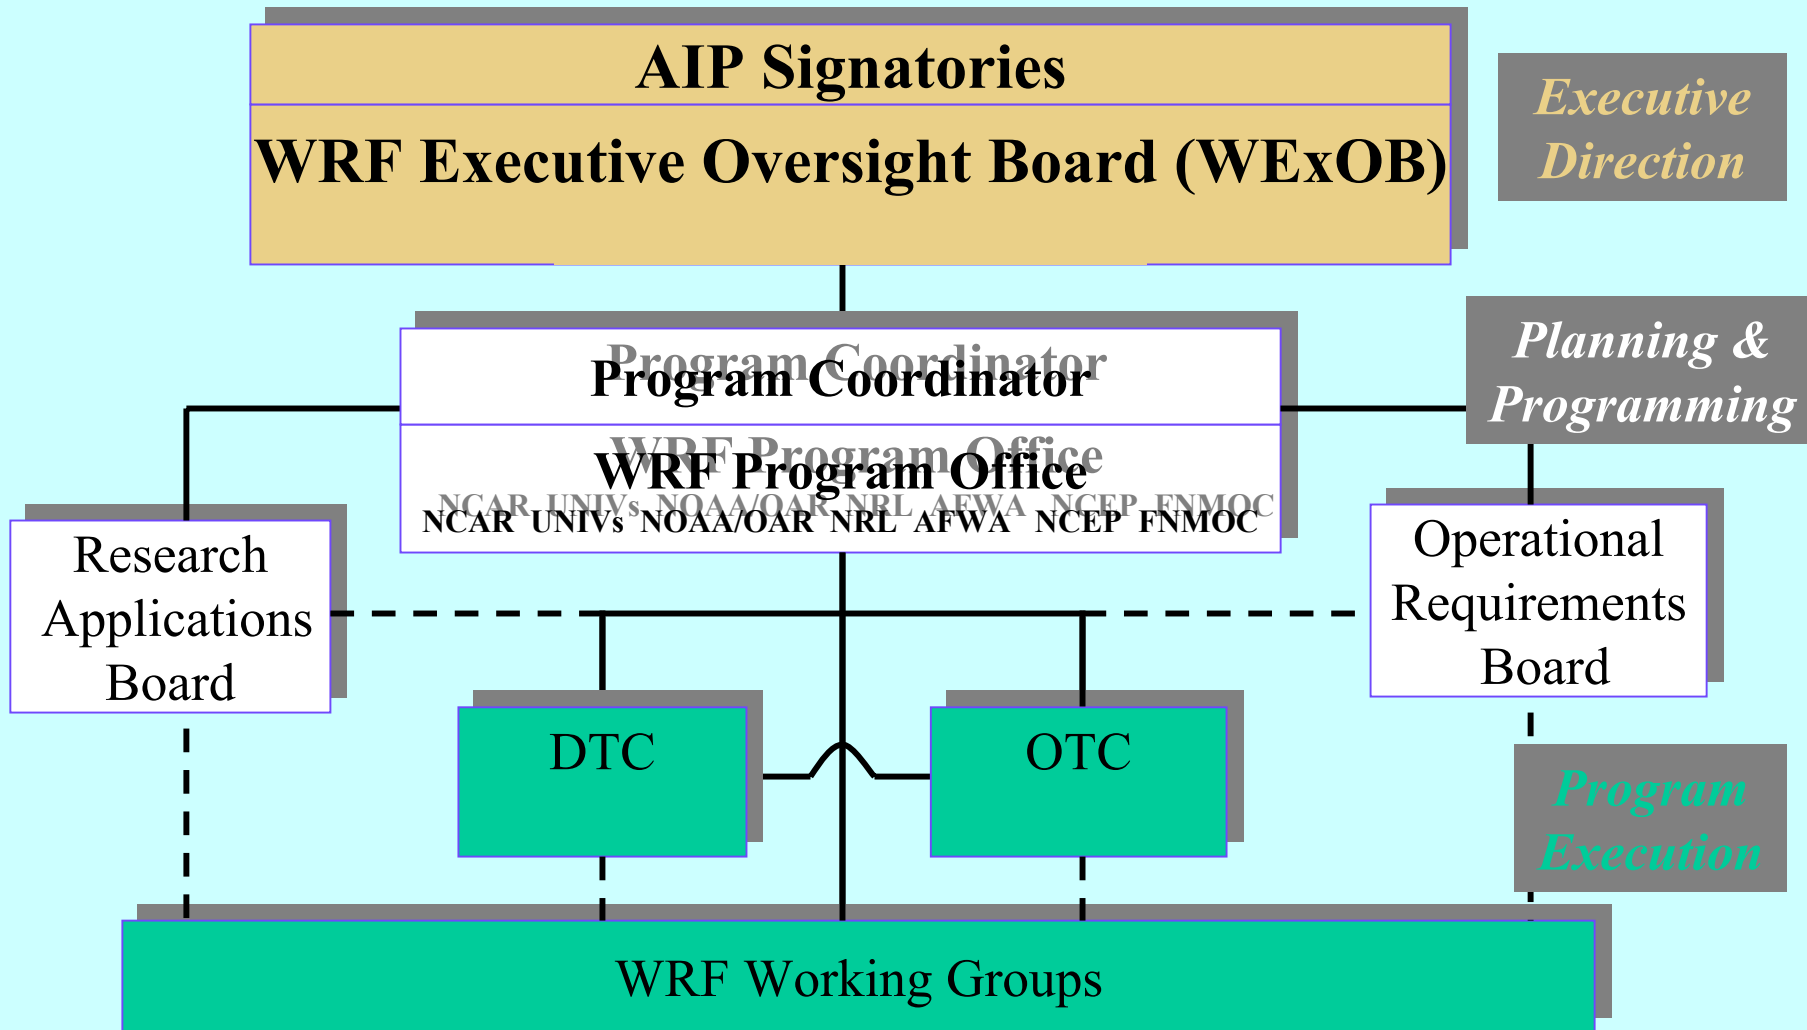 AIP Signatories
WRF Executive Oversight Board (WExOB)
Executive
Direction
Program Coordinator
WRF Program Office
NCAR UNIVs NOAA/OAR NRL AFWA NCEP FNMOC
Planning &
Programming
Research
Applications
Board
Operational
Requirements
Board
DTC
OTC
Program
Execution
WRF Working Groups